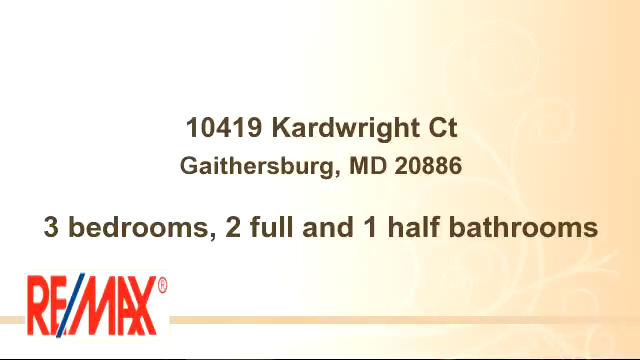 10419 Kardwright Ct
Gaithersburg, MD 20886
3 bedrooms, 2 full and 1 half bathrooms
RE/MAX®